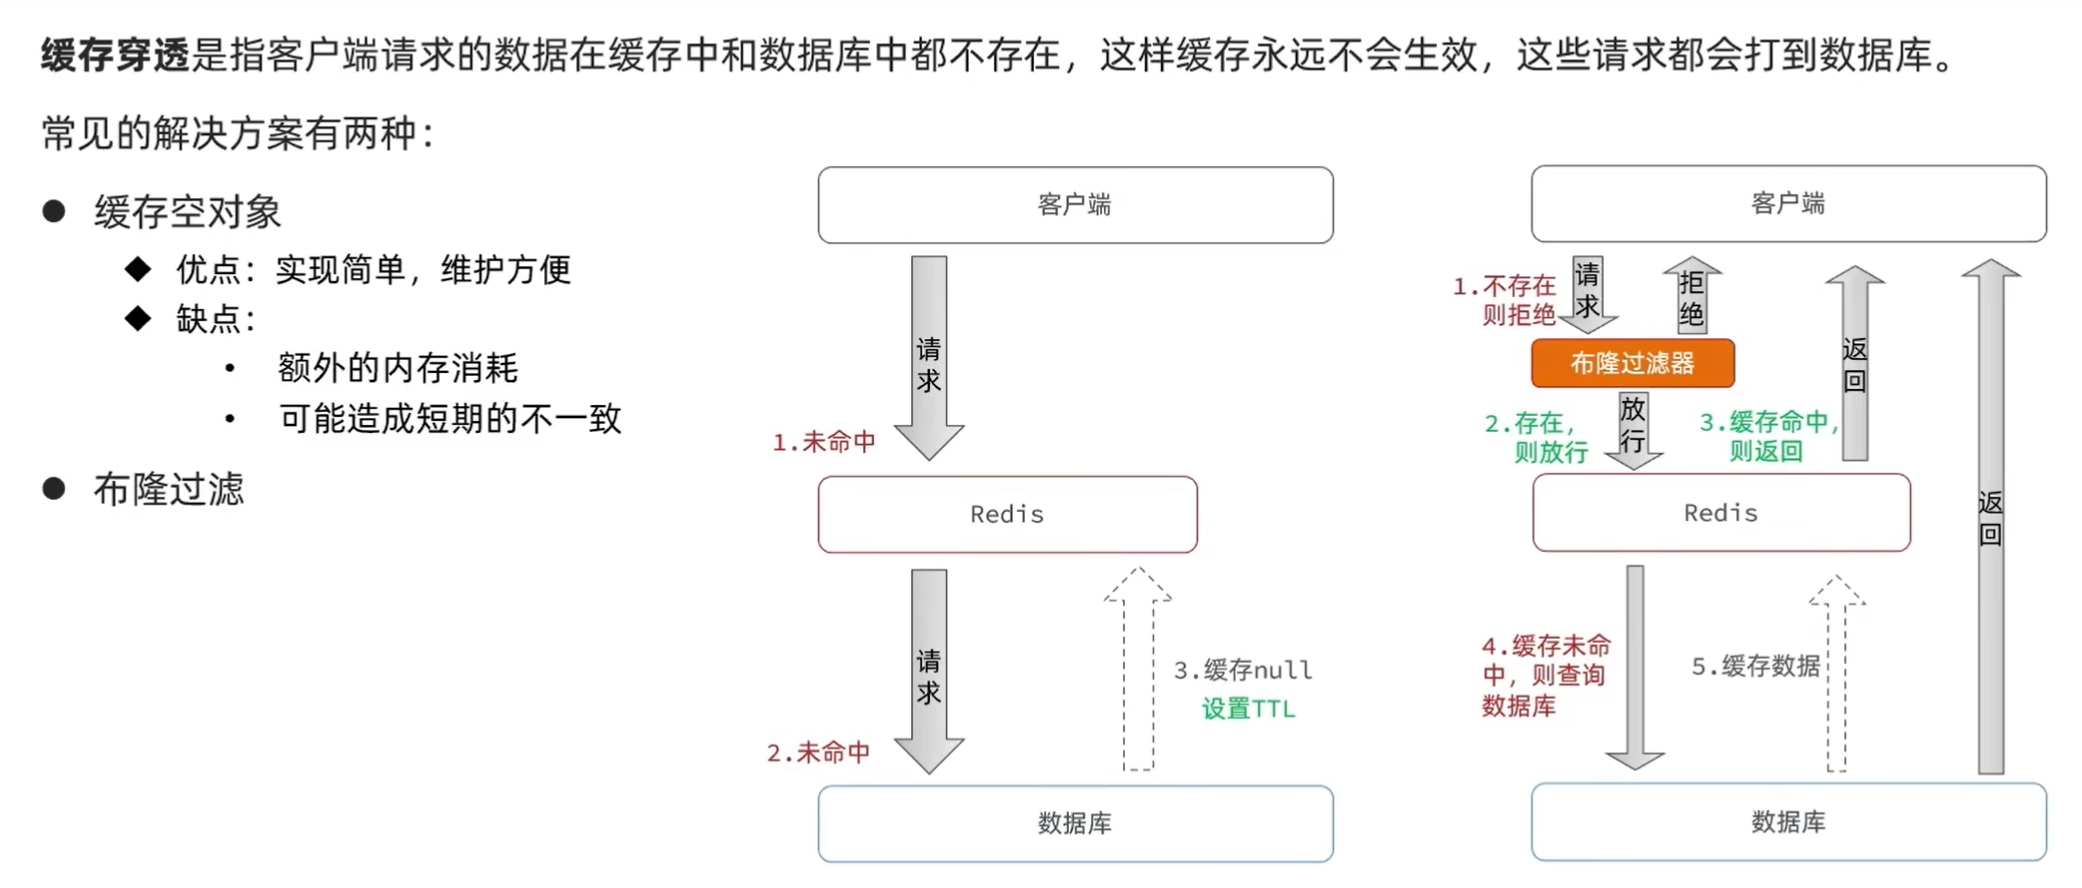 缓存穿透是指客户端请求的数据在缓存中和数据库中都不存在，这样缓存永远不会生效，这些请求都会打到数据库。
常见的解决方案有两种：
● 缓存空对象
◆ 优点：实现简单，维护方便
◆ 缺点：
• 额外的内存消耗
• 可能造成短期的不一致
● 布隆过滤
客户端
请求
1.未命中
Redis
请求
3.缓存null
设置TTL
2.未命中
数据库
客户端
1.不存在
则拒绝
请求
拒绝
布隆过滤器
返回
2.存在，
则放行
放行
3.缓存命中，
则返回
Redis
返回
4.缓存未命
中，则查询
数据库
5.缓存数据
数据库